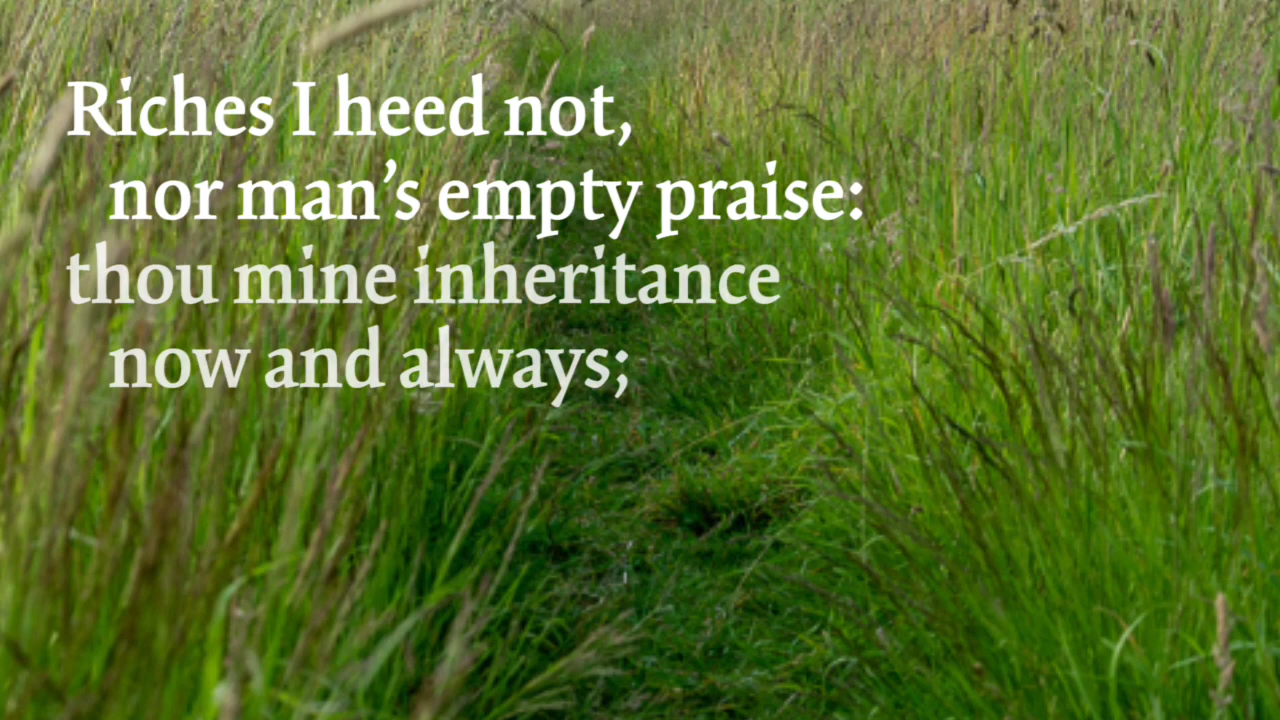 Riches I heed not,
nor man’s empty praise:
thou mine inheritance
now and always;